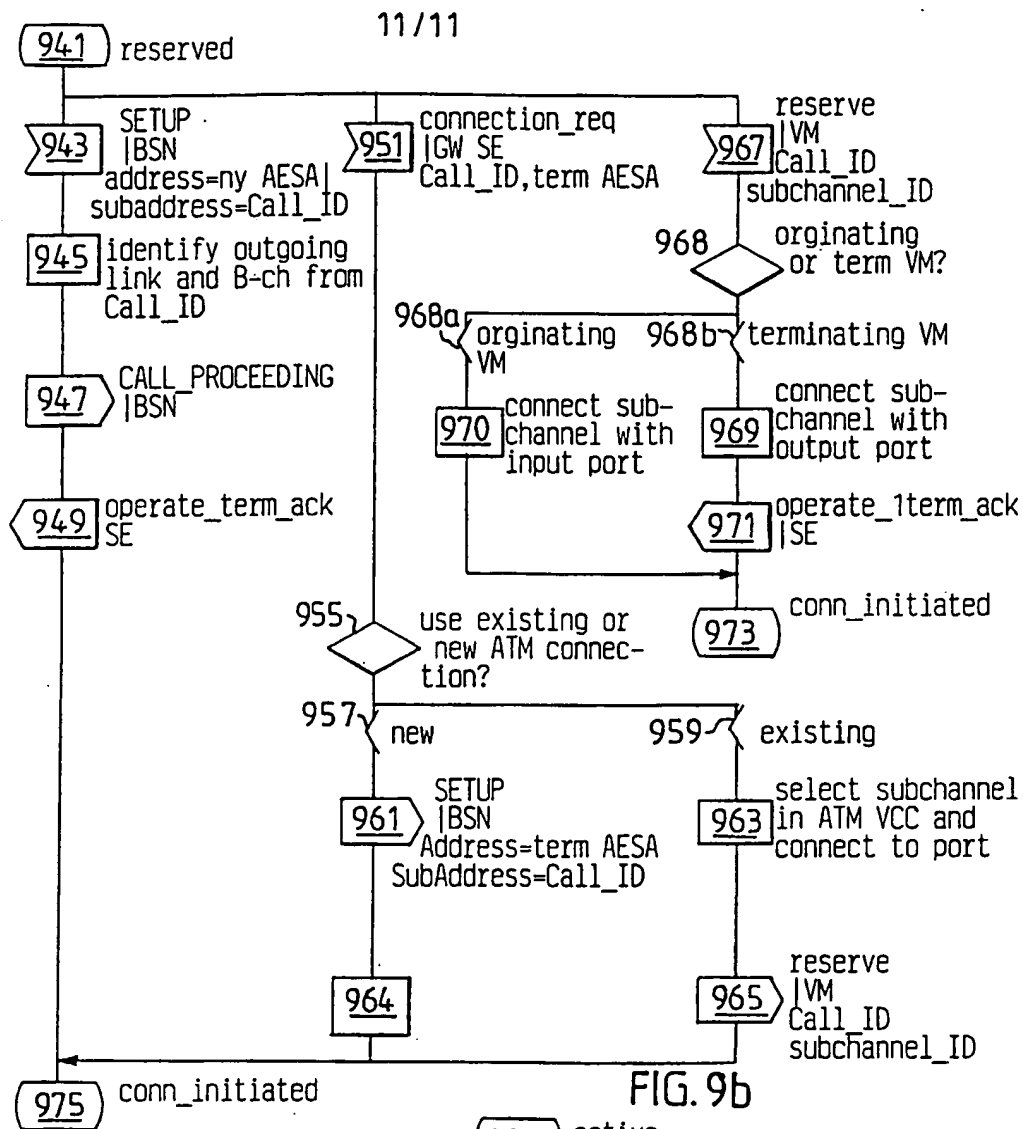 11/11
941 reserved
943 SETUP
|BSN
address=ny AESA|
subaddress=Call_ID
945 identify outgoing
link and B-ch from
Call_ID
947 CALL_PROCEEDING
|BSN
949 operate_term_ack
SE
951 connection_req
|GW SE
Call_ID,term AESA
967 reserve
|VM
Call_ID
subchannel_ID
968 orginating
or term VM?
968a orginating
VM
968b terminating VM
970 connect sub-
channel with
input port
969 connect sub-
channel with
output port
971 operate_1term_ack
|SE
973 conn_initiated
955 use existing or
new ATM connec-
tion?
957 new
959 existing
961 SETUP
|BSN
Address=term AESA
SubAddress=Call_ID
963 select subchannel
in ATM VCC and
connect to port
964
965 reserve
|VM
Call_ID
subchannel_ID
975 conn_initiated
FIG. 9b